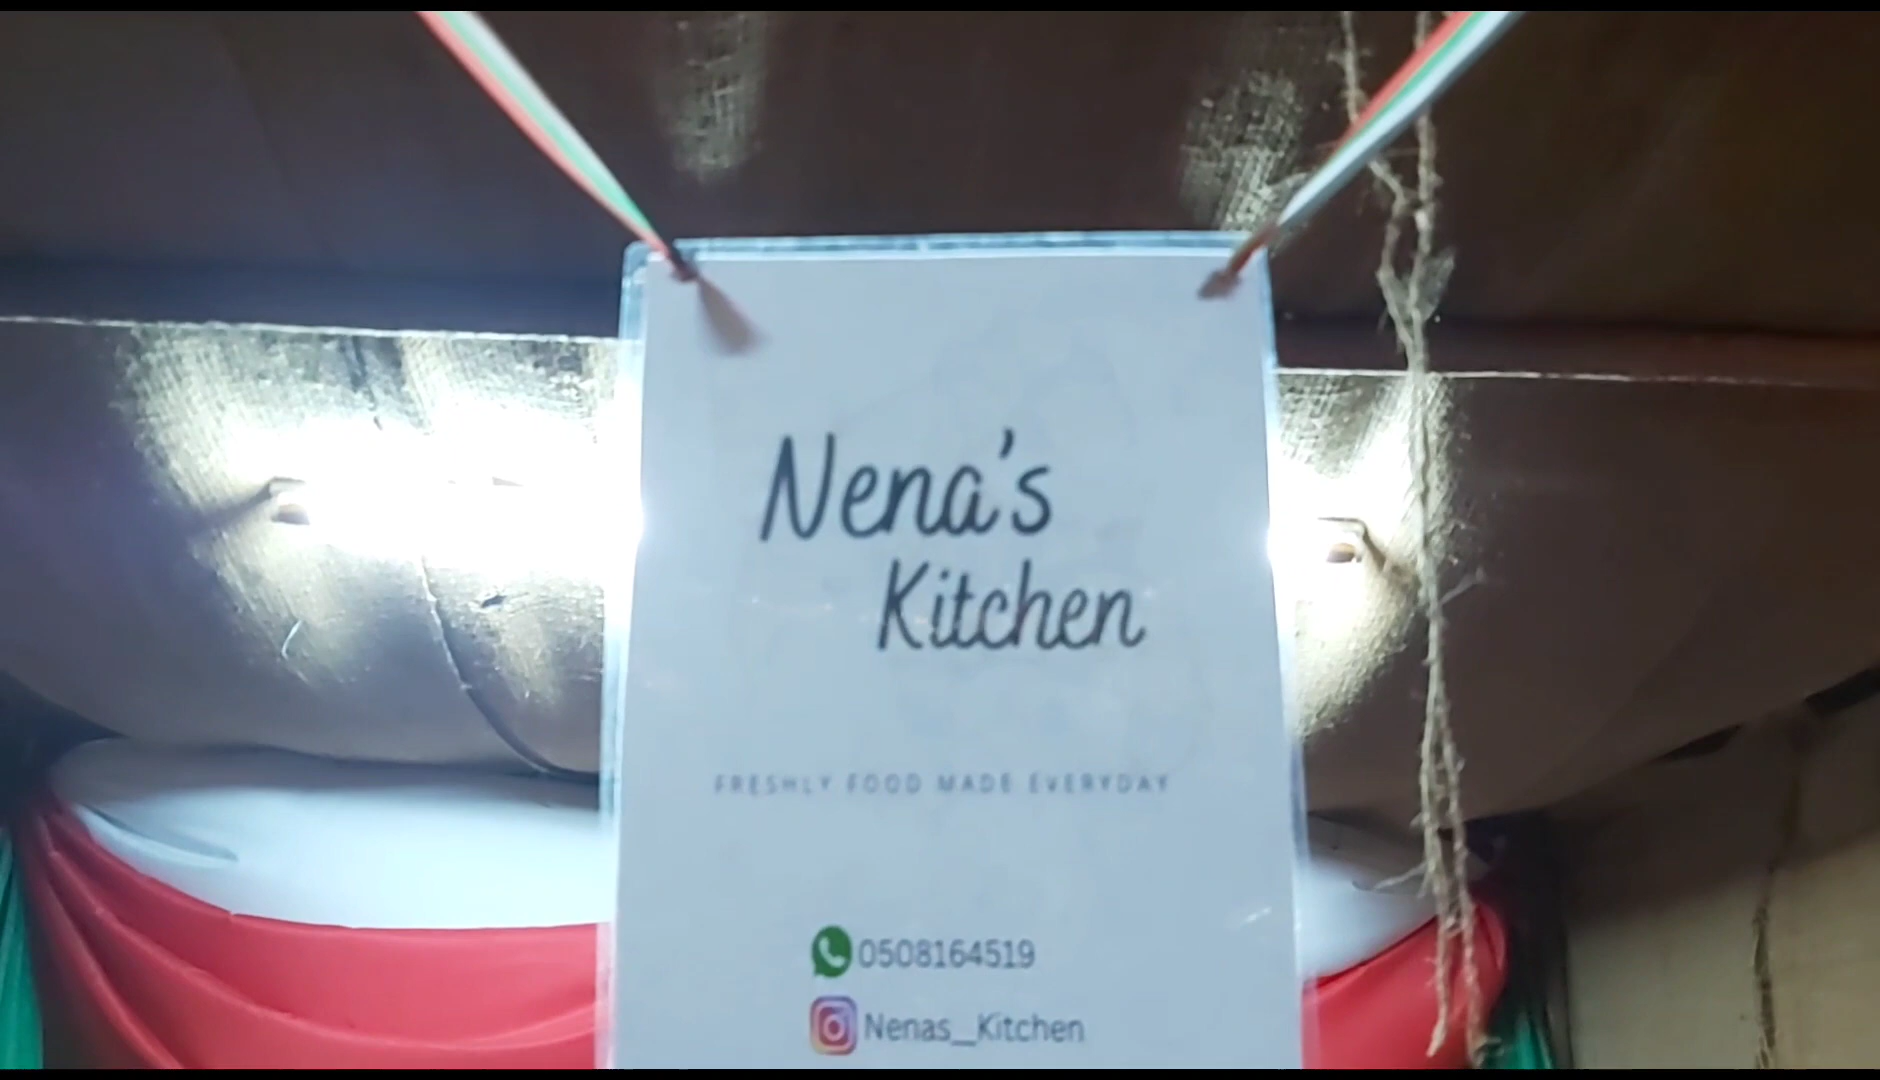 Nena's
Kitchen
FRESHLY FOOD MADE EVERYDAY
0508164519
Nenas__Kitchen